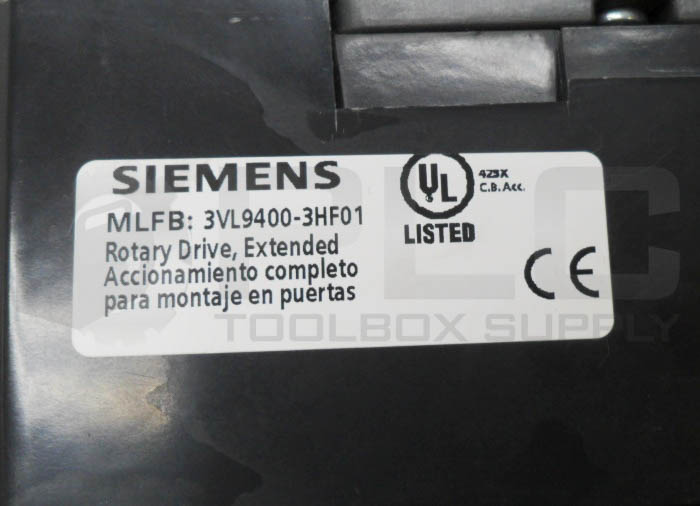 SIEMENS
MLFB: 3VL9400-3HF01
Rotary Drive, Extended
Accionamiento completo
para montaje en puertas
UL
LISTED
42SX
C.B.Acc.
CE
PLC
TOOLBOX SUPPLY